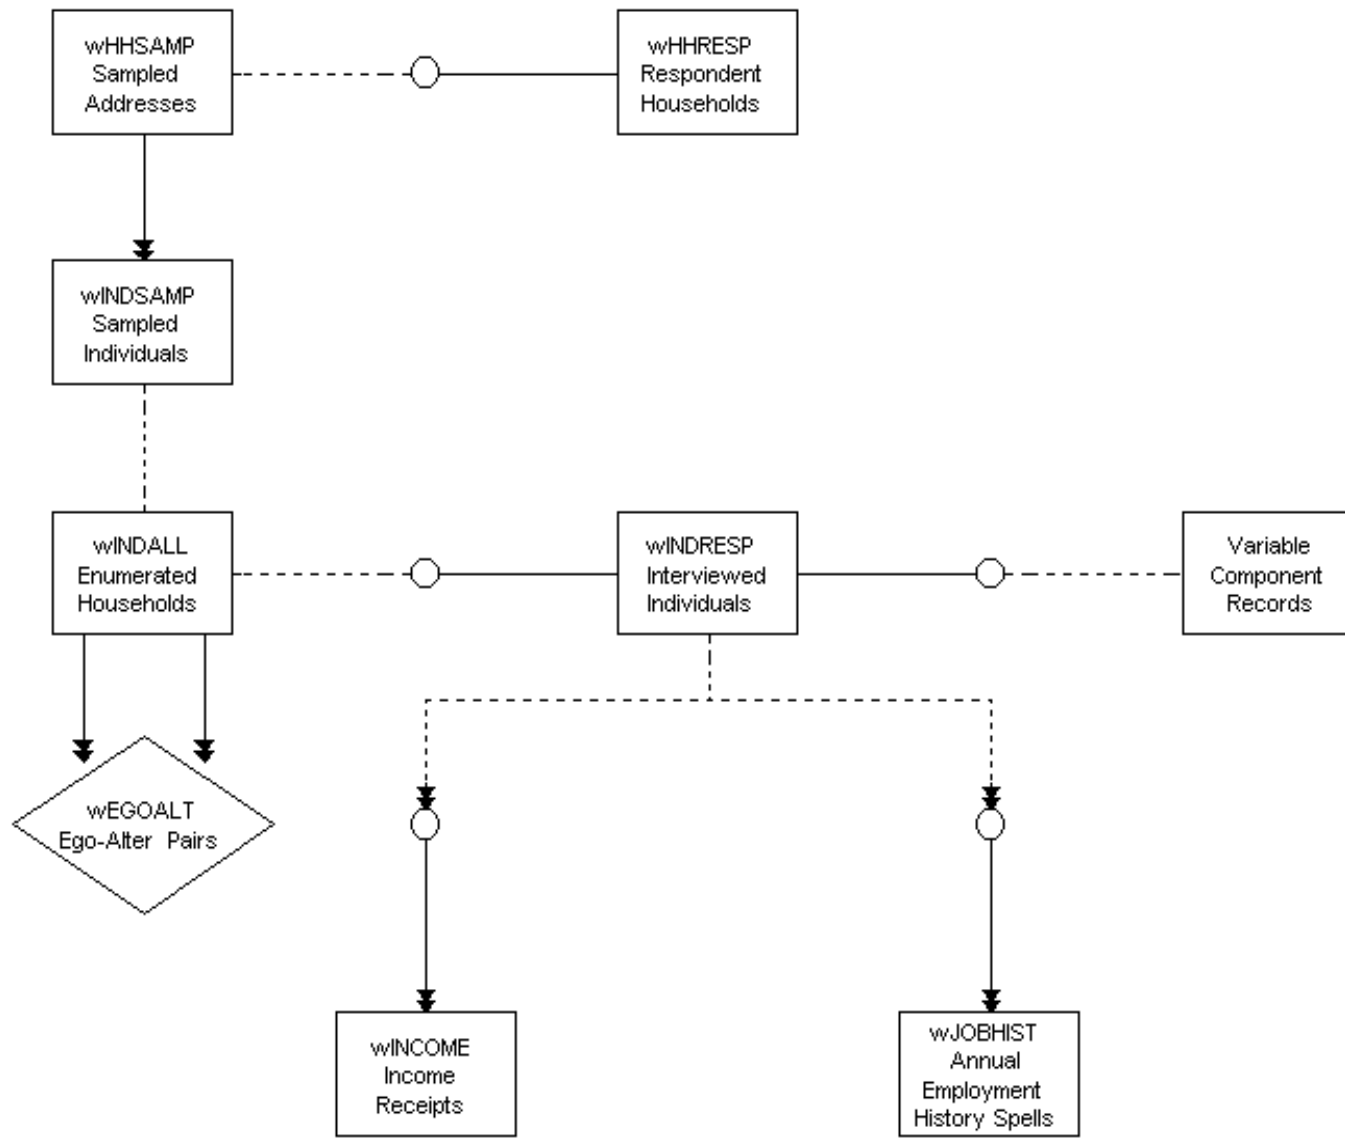 wHHSAMP
Sampled
Addresses
wHHRESP
Respondent
Households
wINDSAMP
Sampled
Individuals
wINDALL
Enumerated
Households
wINDRESP
Interviewed
Individuals
Variable
Component
Records
wEGOALT
Ego-Alter Pairs
wINCOME
Income
Receipts
wJOBHIST
Annual
Employment
History Spells